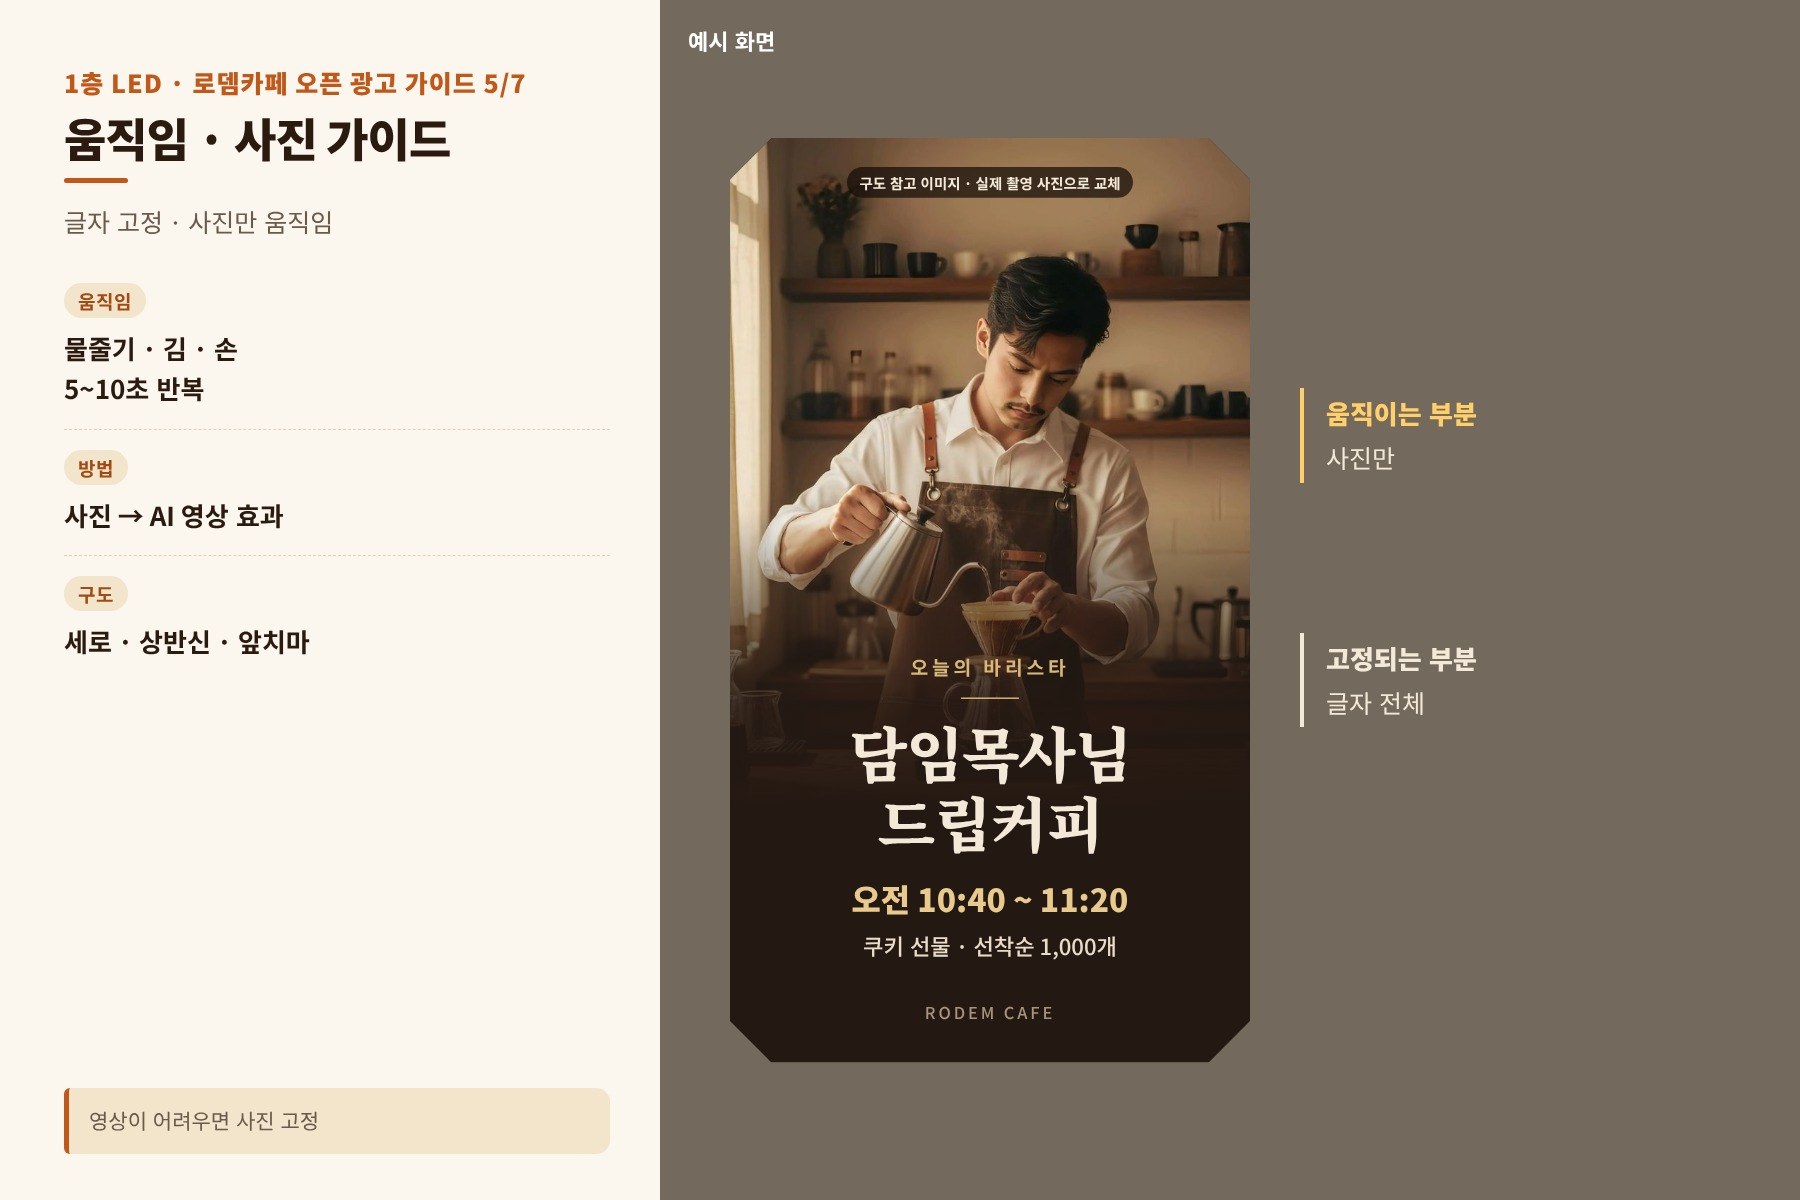 1층 LED · 로뎀카페 오픈 광고 가이드 5/7
움직임 · 사진 가이드
글자 고정 · 사진만 움직임
움직임
물줄기 · 김 · 손
5~10초 반복
방법
사진 → AI 영상 효과
구도
세로 · 상반신 · 앞치마
영상이 어려우면 사진 고정
예시 화면
구도 참고 이미지 · 실제 촬영 사진으로 교체
오늘의 바리스타
담임목사님
드립커피
오전 10:40 ~ 11:20
쿠키 선물 · 선착순 1,000개
RODEM CAFE
움직이는 부분
사진만
고정되는 부분
글자 전체